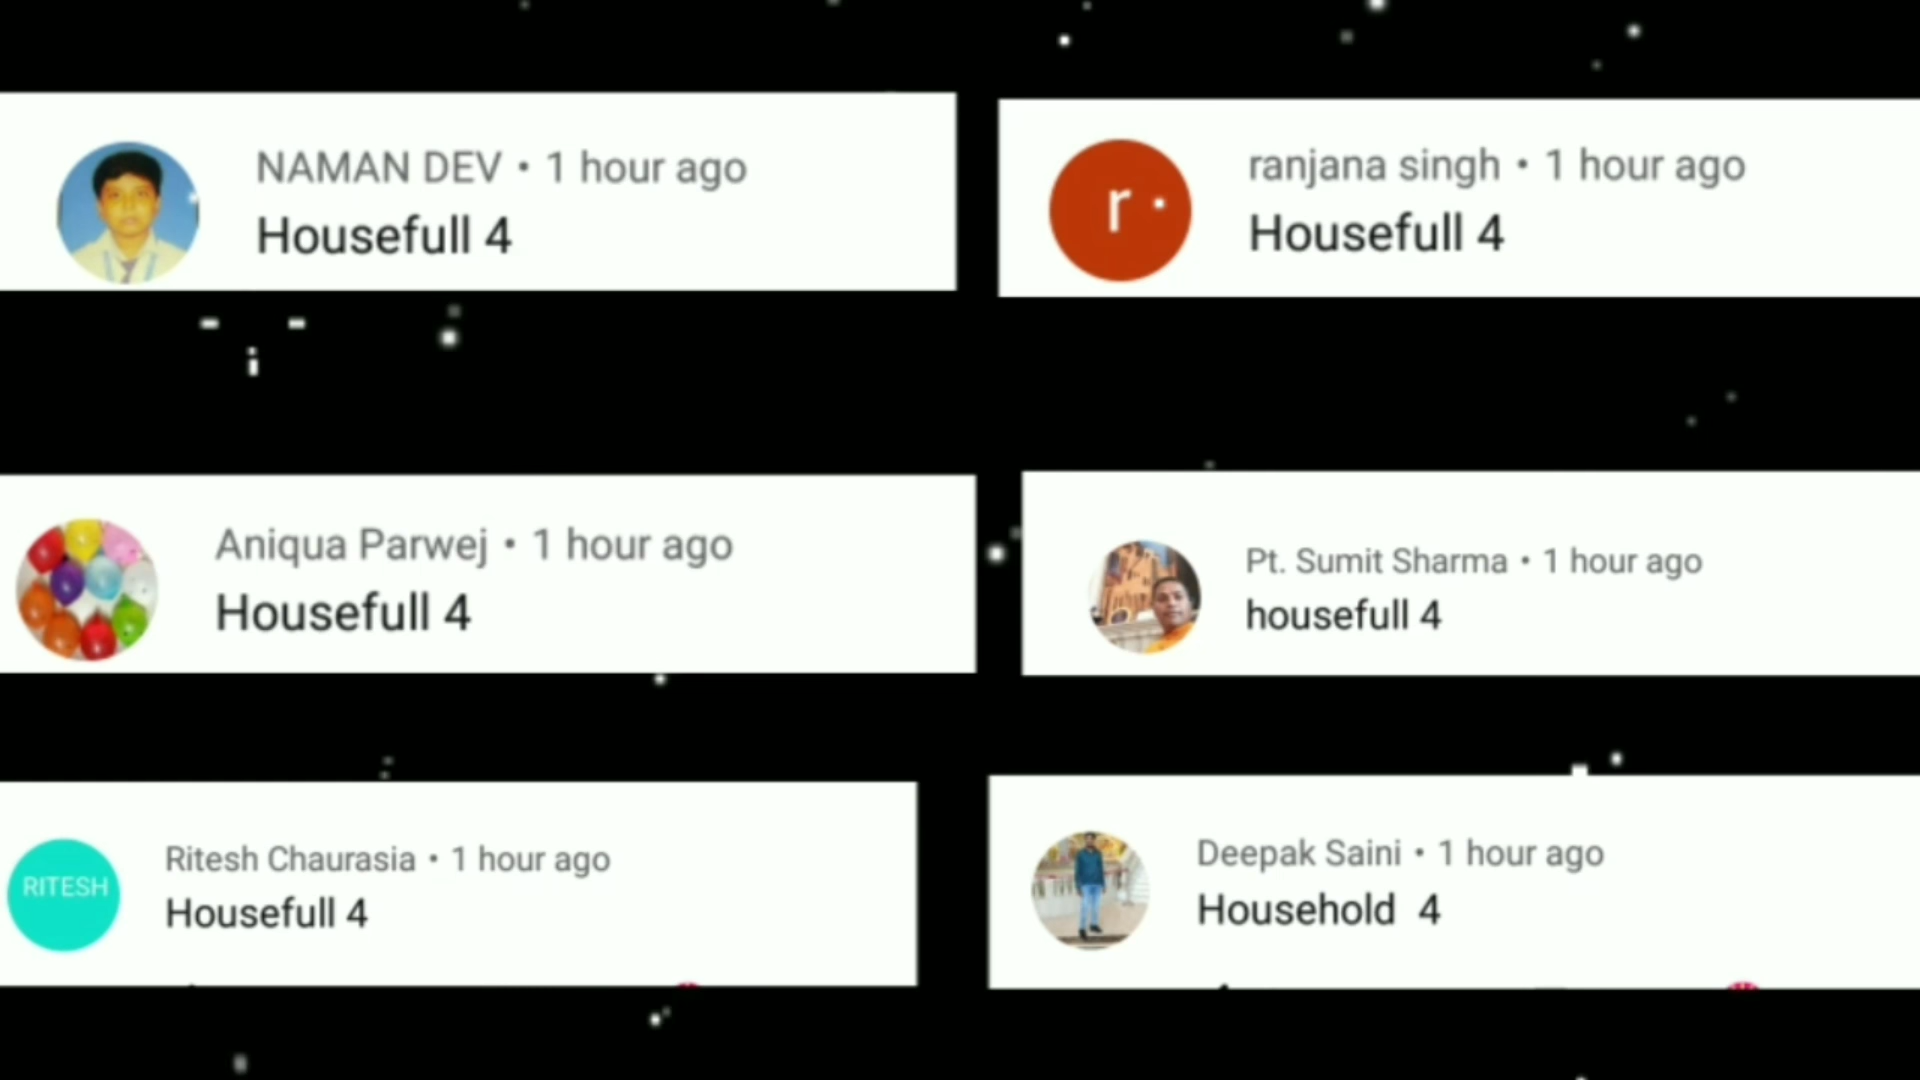 NAMAN DEV • 1 hour ago
Housefull 4
ranjana singh • 1 hour ago
r
Housefull 4
Aniqua Parwej • 1 hour ago
Housefull 4
Pt. Sumit Sharma • 1 hour ago
housefull 4
Ritesh Chaurasia • 1 hour ago
RITESH
Housefull 4
Deepak Saini • 1 hour ago
Household 4